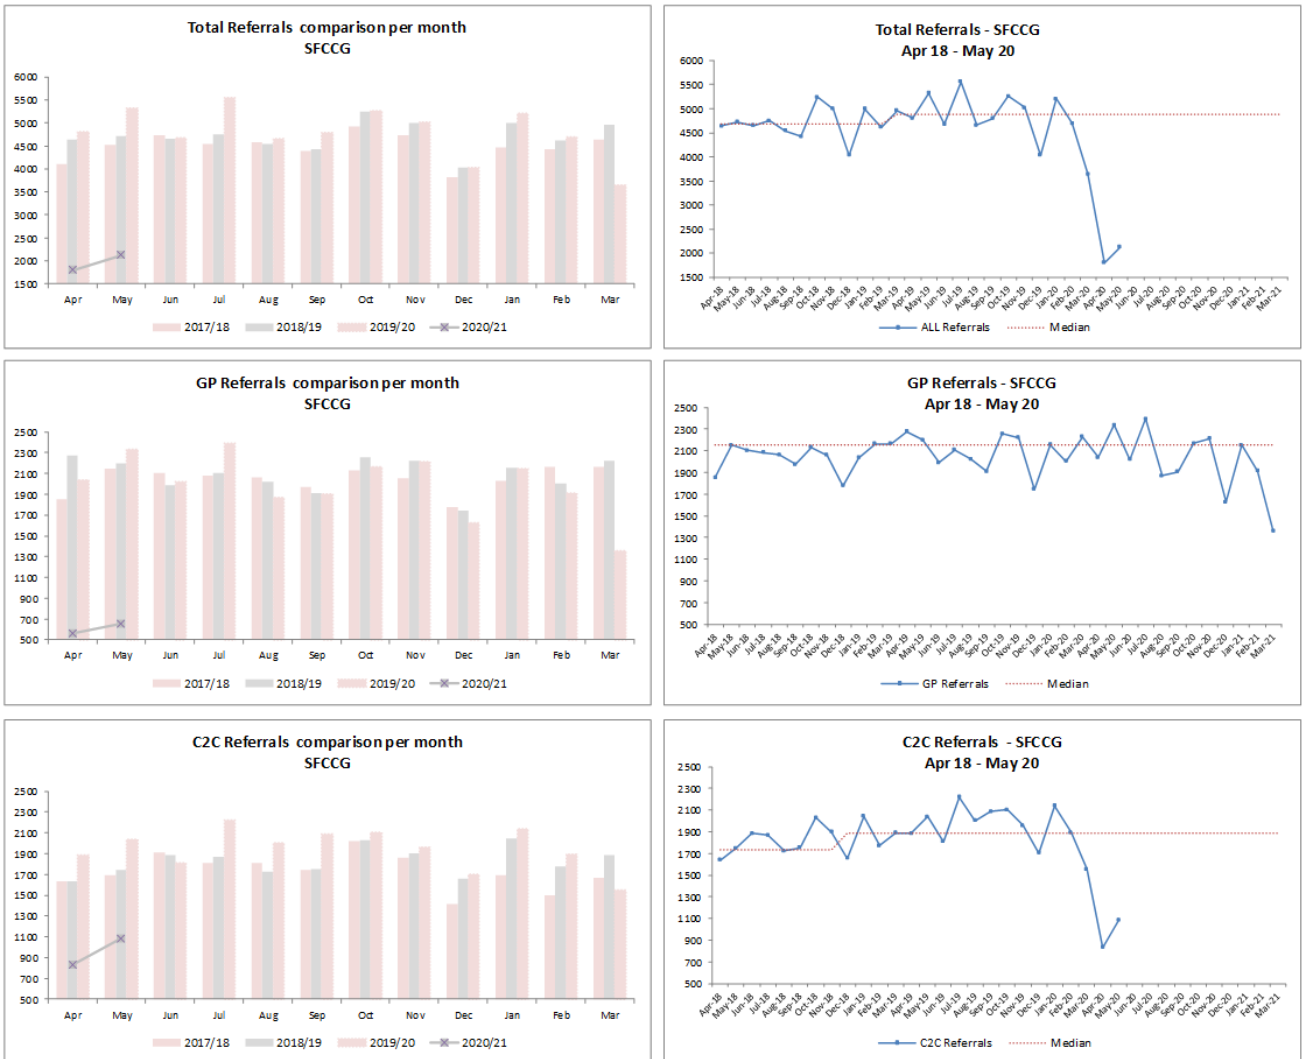 Total Referrals comparison per month
SFCCG
6000
5500
5000
4500
4000
3500
3000
2500
2000
1500
Apr May Jun Jul Aug Sep Oct Nov Dec Jan Feb Mar
2017/18 2018/19 2019/20 2020/21
Total Referrals - SFCCG
Apr 18 - May 20
6000
5500
5000
4500
4000
3500
3000
2500
2000
1500
Apr-18 May-18 Jun-18 Jul-18 Aug-18 Sep-18 Oct-18 Nov-18 Dec-18 Jan-19 Feb-19 Mar-19 Apr-19 May-19 Jun-19 Jul-19 Aug-19 Sep-19 Oct-19 Nov-19 Dec-19 Jan-20 Feb-20 Mar-20 Apr-20 May-20 Jun-20 Jul-20 Aug-20 Sep-20 Oct-20 Nov-20 Dec-20 Jan-21 Feb-21 Mar-21
ALL Referrals Median
GP Referrals comparison per month
SFCCG
2500
2300
2100
1900
1700
1500
1300
1100
900
700
500
Apr May Jun Jul Aug Sep Oct Nov Dec Jan Feb Mar
2017/18 2018/19 2019/20 2020/21
GP Referrals - SFCCG
Apr 18 - May 20
2500
2300
2100
1900
1700
1500
1300
1100
900
700
500
Apr-18 May-18 Jun-18 Jul-18 Aug-18 Sep-18 Oct-18 Nov-18 Dec-18 Jan-19 Feb-19 Mar-19 Apr-19 May-19 Jun-19 Jul-19 Aug-19 Sep-19 Oct-19 Nov-19 Dec-19 Jan-20 Feb-20 Mar-20 Apr-20 May-20 Jun-20 Jul-20 Aug-20 Sep-20 Oct-20 Nov-20 Dec-20 Jan-21 Feb-21 Mar-21
GP Referrals Median
C2C Referrals comparison per month
SFCCG
2500
2300
2100
1900
1700
1500
1300
1100
900
700
500
Apr May Jun Jul Aug Sep Oct Nov Dec Jan Feb Mar
2017/18 2018/19 2019/20 2020/21
C2C Referrals - SFCCG
Apr 18 - May 20
2500
2300
2100
1900
1700
1500
1300
1100
900
700
500
Apr-18 May-18 Jun-18 Jul-18 Aug-18 Sep-18 Oct-18 Nov-18 Dec-18 Jan-19 Feb-19 Mar-19 Apr-19 May-19 Jun-19 Jul-19 Aug-19 Sep-19 Oct-19 Nov-19 Dec-19 Jan-20 Feb-20 Mar-20 Apr-20 May-20 Jun-20 Jul-20 Aug-20 Sep-20 Oct-20 Nov-20 Dec-20 Jan-21 Feb-21 Mar-21
C2C Referrals Median